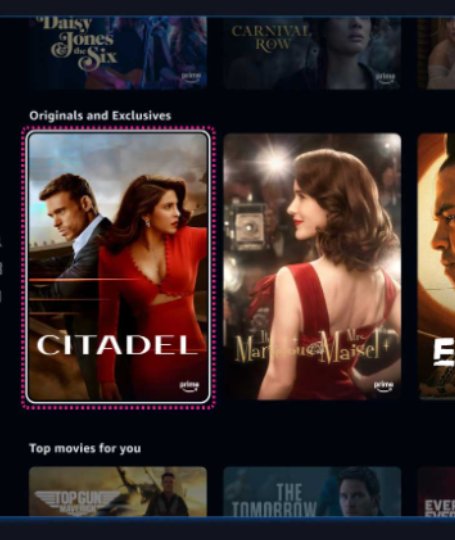 Daisy
Jones
& the
Six
prime
CARNIVAL
ROW
prime
Originals and Exclusives
CITADEL
prime
The Marvelous Mrs.
Maisel
prime
E
Top movies for you
TOP GUN
MAVERICK
THE
TOMORROW
EVER